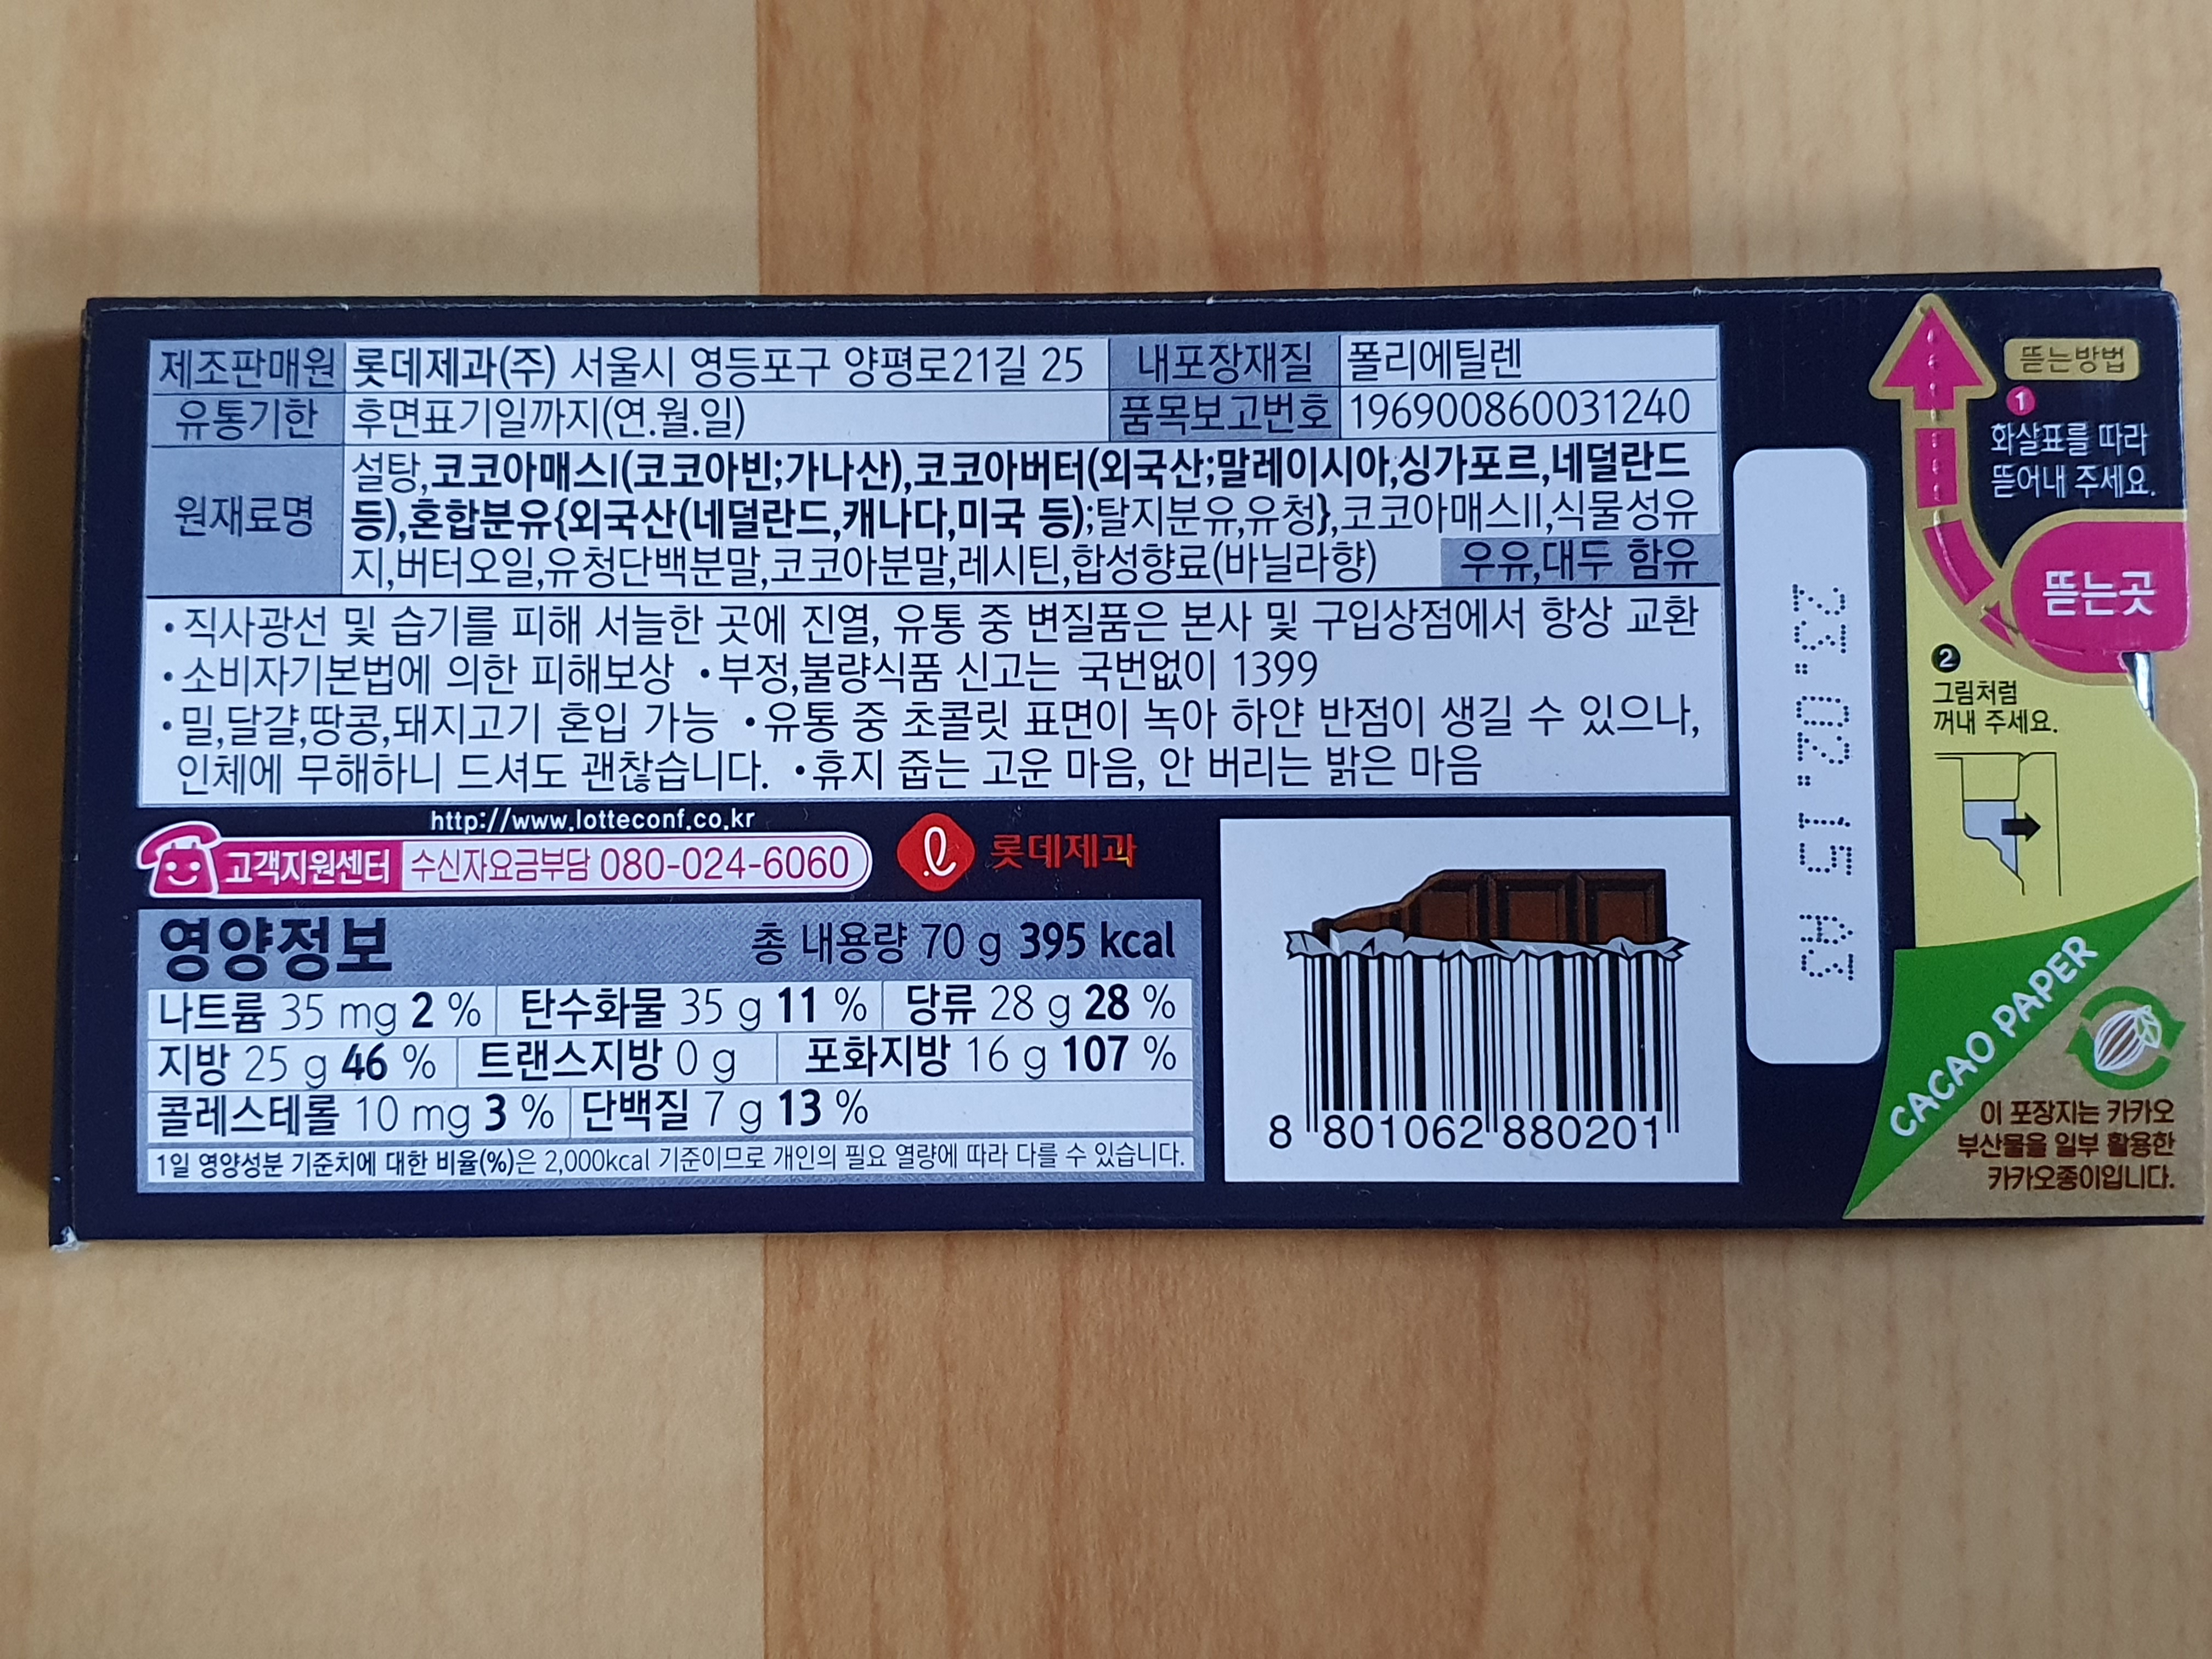 제조판매원 롯데제과(주) 서울시 영등포구 양평로21길 25 내포장재질 폴리에틸렌
유통기한 후면표기일까지(연.월.일) 품목보고번호 196900860031240
원재료명
설탕,코코아매스Ⅰ(코코아빈;가나산),코코아버터(외국산;말레이시아,싱가포르,네덜란드
등),혼합분유{외국산(네덜란드,캐나다,미국 등);탈지분유,유청},코코아매스Ⅱ,식물성유
지,버터오일,유청단백분말,코코아분말,레시틴,합성향료(바닐라향) 우유,대두 함유
•직사광선 및 습기를 피해 서늘한 곳에 진열, 유통 중 변질품은 본사 및 구입상점에서 항상 교환
•소비자기본법에 의한 피해보상 •부정,불량식품 신고는 국번없이 1399
•밀,달걀,땅콩,돼지고기 혼입 가능 •유통 중 초콜릿 표면이 녹아 하얀 반점이 생길 수 있으나,
인체에 무해하니 드셔도 괜찮습니다. •휴지 줍는 고운 마음, 안 버리는 밝은 마음
http://www.lotteconf.co.kr
고객지원센터 수신자요금부담 080-024-6060
롯데제과
영양정보 총 내용량 70 g 395 kcal
나트륨 35 mg 2 % 탄수화물 35 g 11 % 당류 28 g 28 %
지방 25 g 46 % 트랜스지방 0 g 포화지방 16 g 107 %
콜레스테롤 10 mg 3 % 단백질 7 g 13 %
1일 영양성분 기준치에 대한 비율(%)은 2,000kcal 기준이므로 개인의 필요 열량에 따라 다를 수 있습니다.
8 801062 880201
23.02.15 A3
뜯는방법
1
화살표를 따라
뜯어내 주세요.
뜯는곳
2
그림처럼
꺼내 주세요.
CACAO PAPER
이 포장지는 카카오
부산물을 일부 활용한
카카오종이입니다.